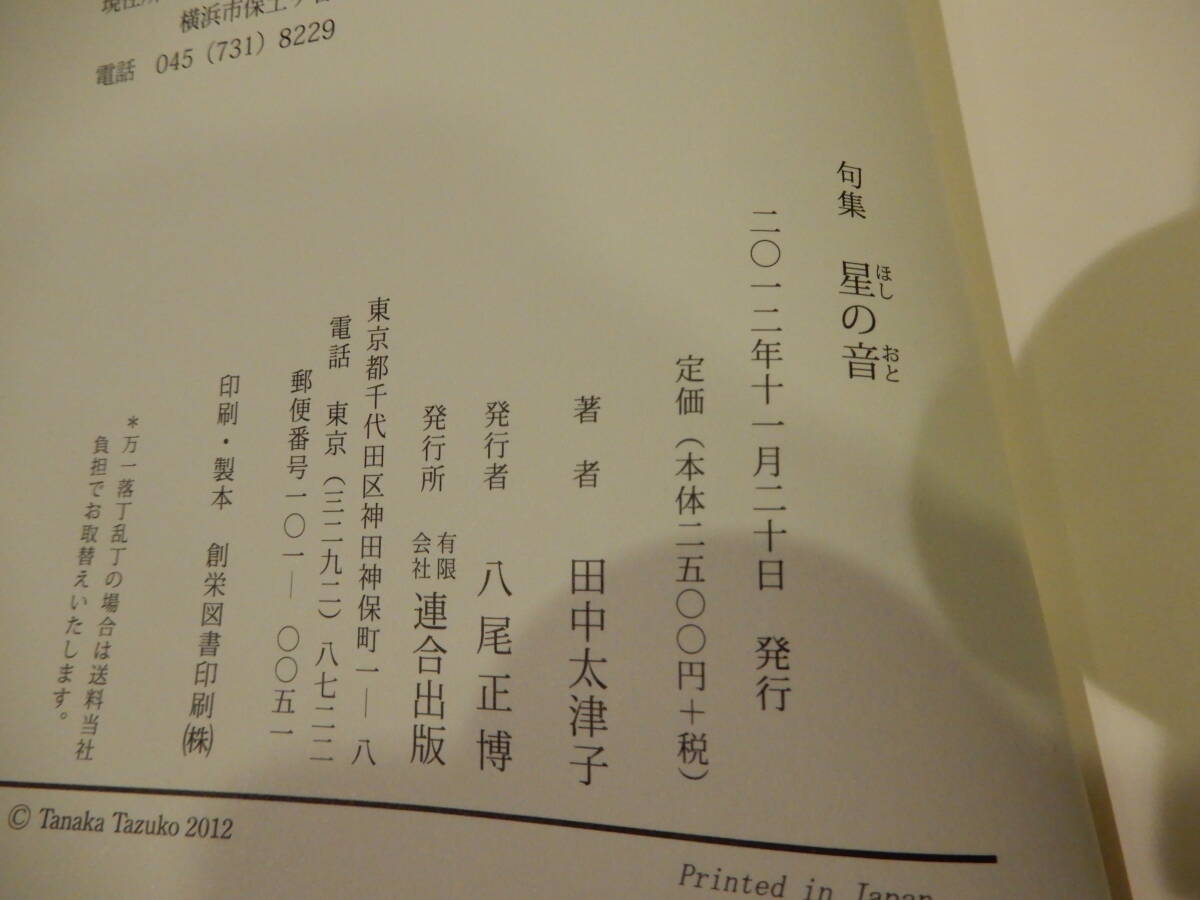 横浜市保土ケ谷
電話 045 (731) 8229
句集 星の音
ほし
おと
二〇一二年十一月二十日 発行
定価（本体二五〇〇円＋税）
著者 田中太津子
発行者 八尾正博
発行所 有限会社 連合出版
東京都千代田区神田神保町一―八
電話 東京（三二九二）八七二二
郵便番号一〇一―〇〇五一
印刷・製本 創栄図書印刷㈱
＊万一落丁乱丁の場合は送料当社
負担でお取替えいたします。
© Tanaka Tazuko 2012
Printed in Japan